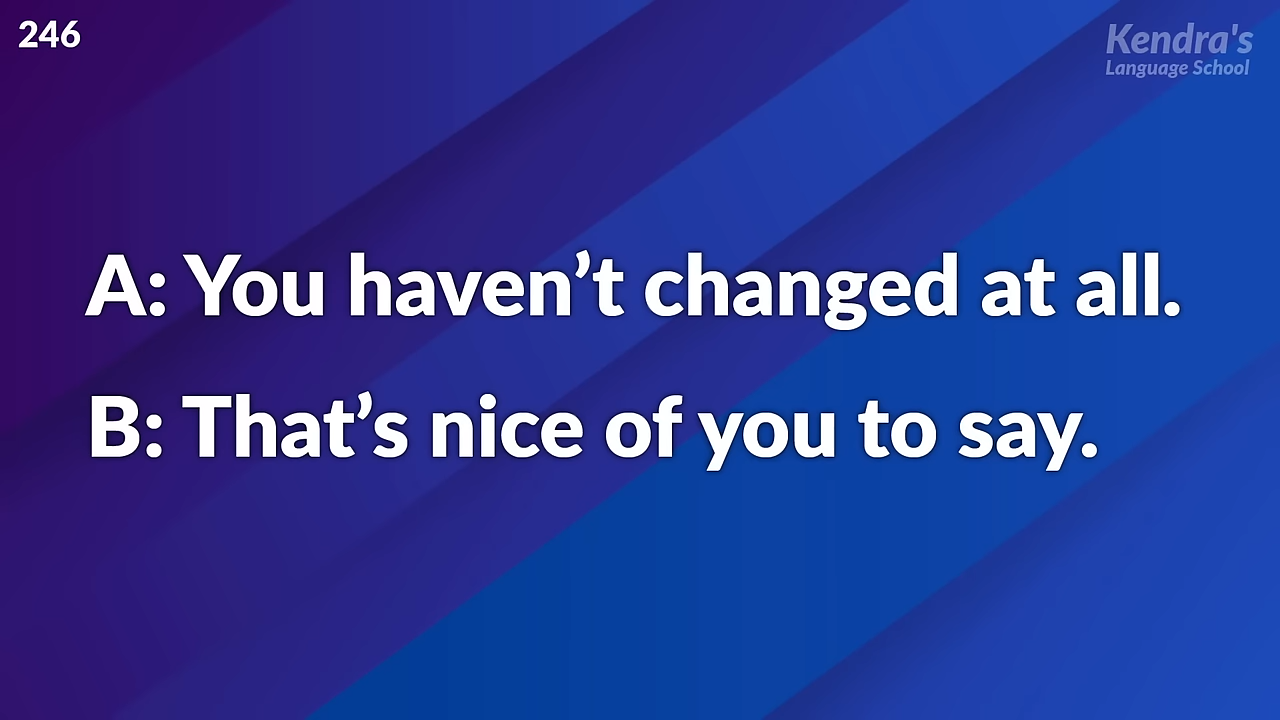 246
Kendra's
Language School
A: You haven’t changed at all.
B: That’s nice of you to say.